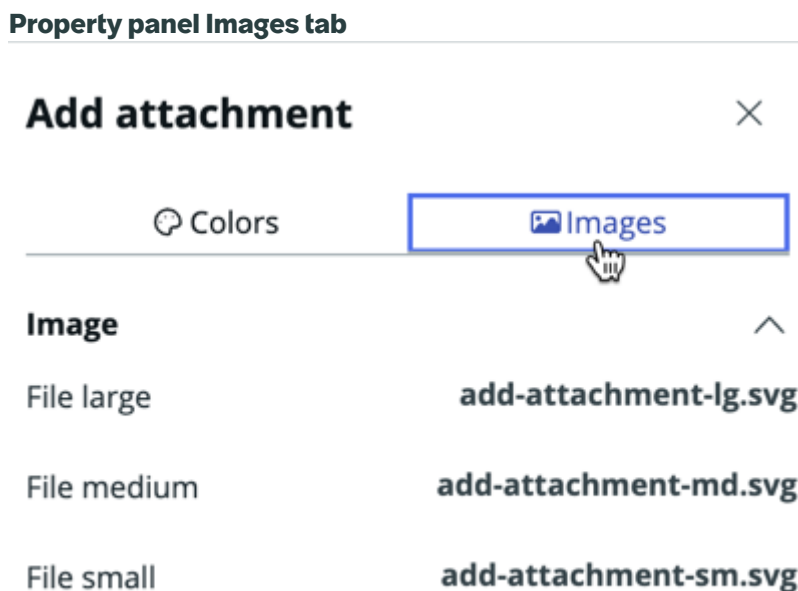 Property panel Images tab
Add attachment
Colors
Images
Image
File large add-attachment-lg.svg
File medium add-attachment-md.svg
File small add-attachment-sm.svg